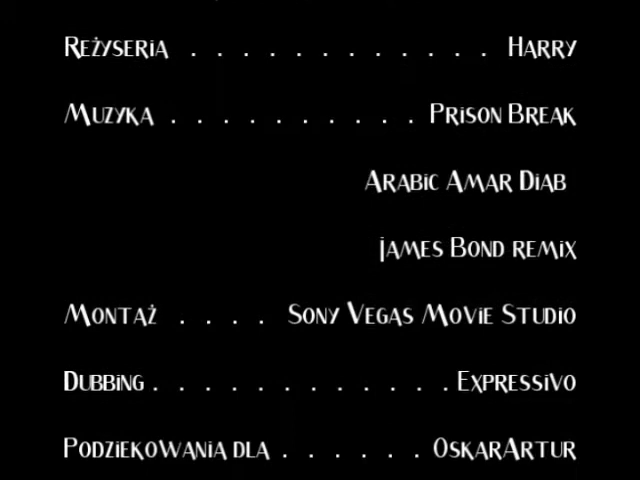 Reżyseria . . . . . . . . . . . . Harry
Muzyka . . . . . . . . . . Prison Break
Arabic Amar Diab
James Bond remix
Montaż . . . . Sony Vegas Movie Studio
Dubbing . . . . . . . . . . . . Expressivo
Podziekowania dla . . . . . . OskarArtur